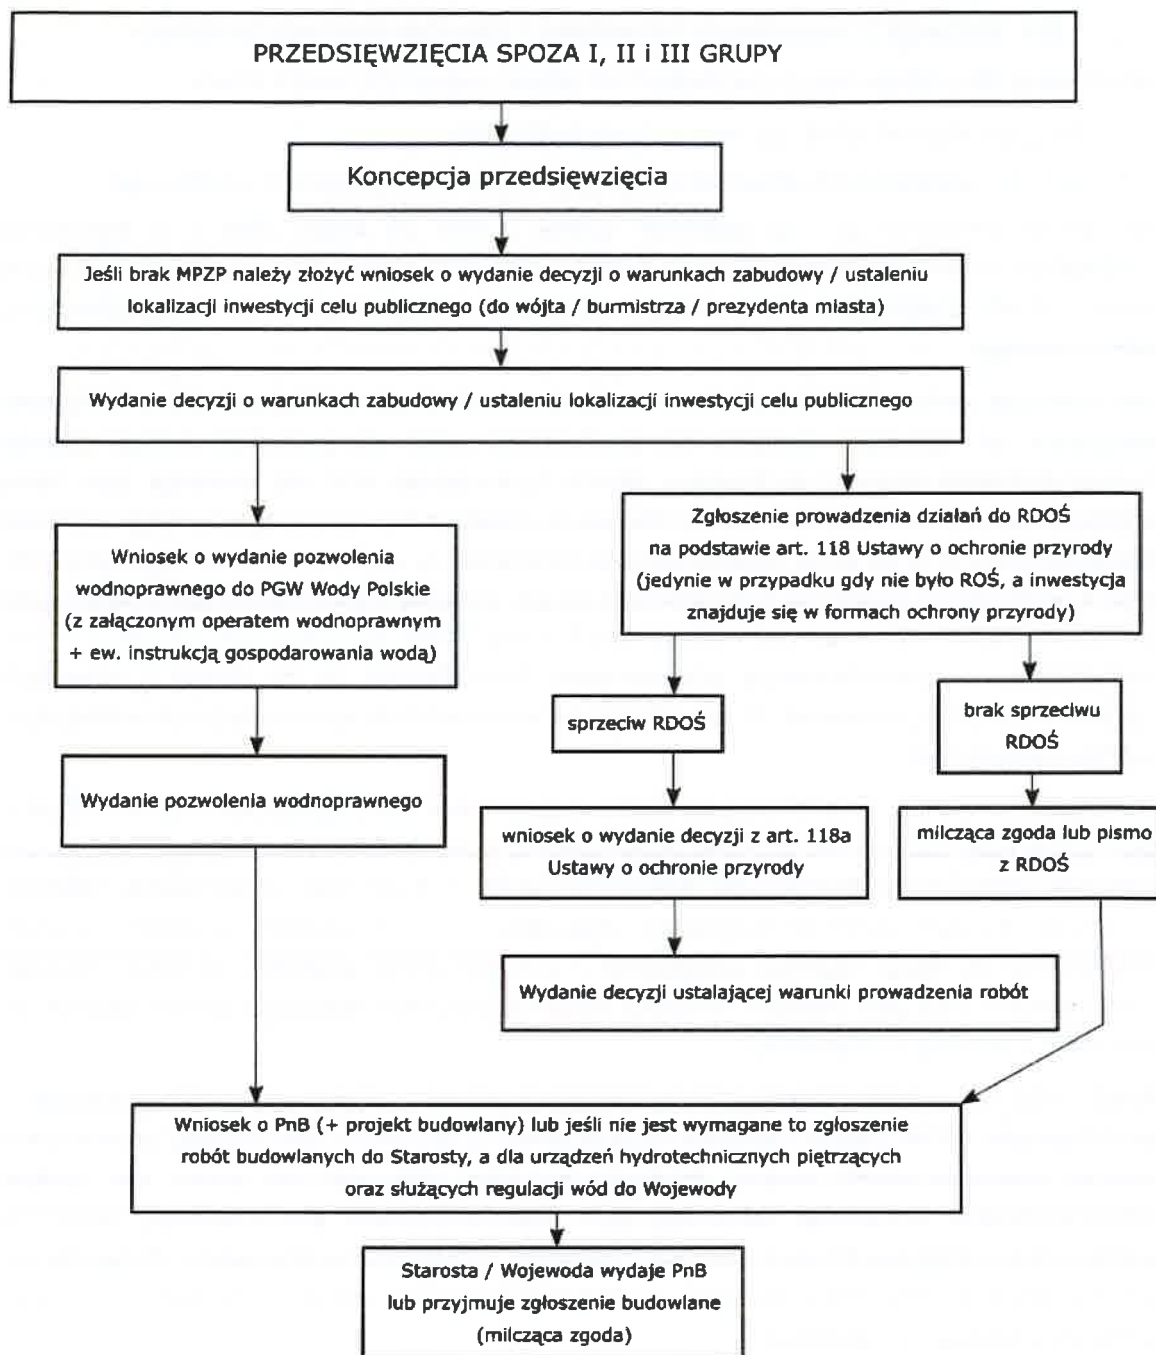 PRZEDSIĘWZIĘCIA SPOZA I, II i III GRUPY
Koncepcja przedsięwzięcia
Jeśli brak MPZP należy złożyć wniosek o wydanie decyzji o warunkach zabudowy / ustaleniu
lokalizacji inwestycji celu publicznego (do wójta / burmistrza / prezydenta miasta)
Wydanie decyzji o warunkach zabudowy / ustaleniu lokalizacji inwestycji celu publicznego
Wniosek o wydanie pozwolenia
wodnoprawnego do PGW Wody Polskie
(z załączonym operatem wodnoprawnym
+ ew. instrukcją gospodarowania wodą)
Wydanie pozwolenia wodnoprawnego
Zgłoszenie prowadzenia działań do RDOŚ
na podstawie art. 118 Ustawy o ochronie przyrody
(jedynie w przypadku gdy nie było ROŚ, a inwestycja
znajduje się w formach ochrony przyrody)
sprzeciw RDOŚ
brak sprzeciwu
RDOŚ
wniosek o wydanie decyzji z art. 118a
Ustawy o ochronie przyrody
milcząca zgoda lub pismo
z RDOŚ
Wydanie decyzji ustalającej warunki prowadzenia robót
Wniosek o PnB (+ projekt budowlany) lub jeśli nie jest wymagane to zgłoszenie
robót budowlanych do Starosty, a dla urządzeń hydrotechnicznych piętrzących
oraz służących regulacji wód do Wojewody
Starosta / Wojewoda wydaje PnB
lub przyjmuje zgłoszenie budowlane
(milcząca zgoda)